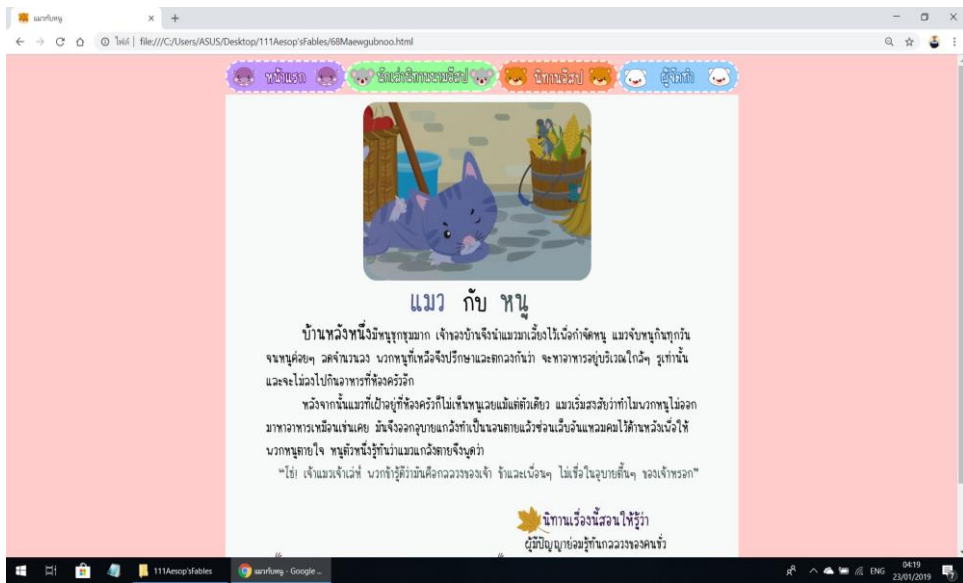 แมวกับหนู
ไฟล์ | file:///C:/Users/ASUS/Desktop/111Aesop'sFables/68Maewgubnoo.html
หน้าแรก นักเล่านิทานนามอีสป นิทานอีสป ผู้จัดทำ
แมว กับ หนู
บ้านหลังหนึ่งมีหนูชุกชุมมาก เจ้าของบ้านจึงนำแมวมาเลี้ยงไว้เพื่อกำจัดหนู แมวจับหนูกินทุกวัน
จนหนูค่อยๆ ลดจำนวนลง พวกหนูที่เหลือจึงปรึกษาและตกลงกันว่า จะหาอาหารอยู่บริเวณใกล้ๆ รูเท่านั้น
และจะไม่ลงไปกินอาหารที่ห้องครัวอีก
หลังจากนั้นแมวที่เฝ้าอยู่ที่ห้องครัวก็ไม่เห็นหนูเลยแม้แต่ตัวเดียว แมวเริ่มสงสัยว่าทำไมพวกหนูไม่ออก
มาหาอาหารเหมือนเช่นเคย มันจึงออกอุบายแกล้งทำเป็นนอนตายแล้วซ่อนเล็บอันแหลมคมไว้ด้านหลังเพื่อให้
พวกหนูตายใจ หนูตัวหนึ่งรู้ทันว่าแมวแกล้งตายจึงพูดว่า
"โธ่! เจ้าแมวเจ้าเล่ห์ พวกข้ารู้ดีว่ามันคือกลลวงของเจ้า ข้าและเพื่อนๆ ไม่เชื่อในอุบายตื้นๆ ของเจ้าหรอก"
นิทานเรื่องนี้สอนให้รู้ว่า
ผู้มีปัญญาย่อมรู้ทันกลลวงของคนชั่ว
111Aesop'sFables แมวกับหนู - Google ... ENG 04:19
23/01/2019